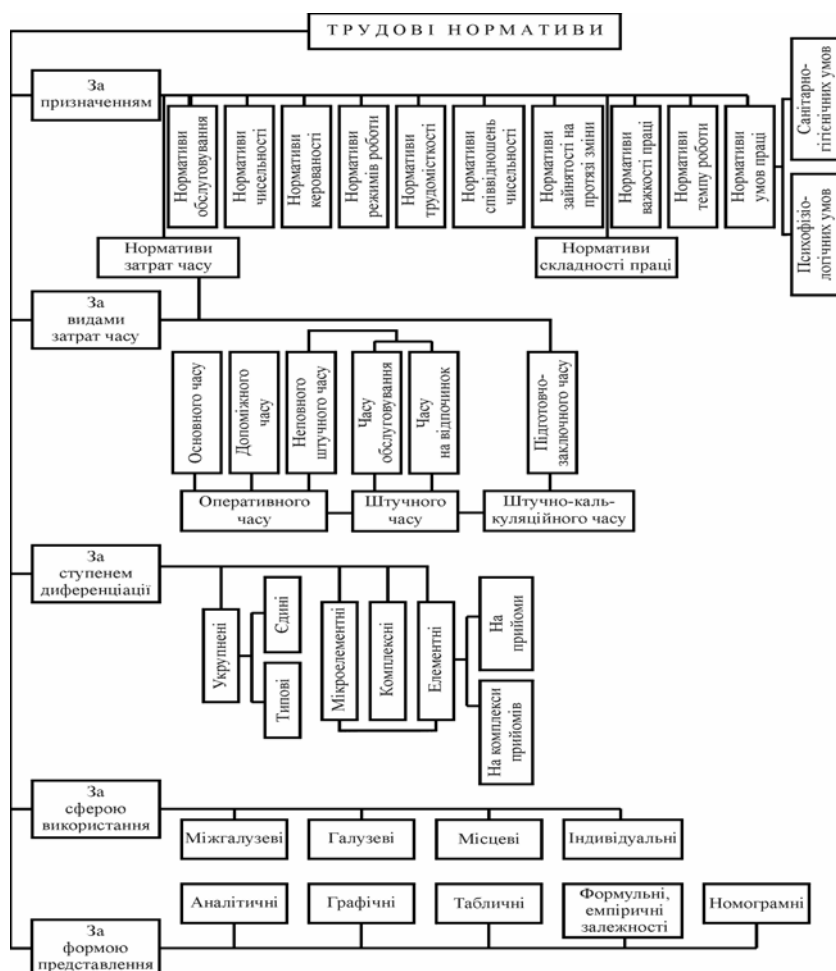 ТРУДОВІ НОРМАТИВИ
За
призначенням
Нормативи
обслуговування
Нормативи
чисельності
Нормативи
керованості
Нормативи
режимів роботи
Нормативи
трудомісткості
Нормативи
співвідношень
чисельності
Нормативи
зайнятості на
протязі зміни
Нормативи
важкості праці
Нормативи
темпу роботи
Нормативи
умов праці
Санітарно-
гігієнічних умов
Психофізіо-
логічних умов
Нормативи
затрат часу
Нормативи
складності праці
За
видами
затрат часу
Основного часу
Допоміжного
часу
Неповного
штучного часу
Часу
обслуговування
Часу
на відпочинок
Підготовчо-
заключного часу
Оперативного
часу
Штучного
часу
Штучно-каль-
куляційного часу
За
ступенем
диференціації
Укрупнені
Єдині
Типові
Мікроелементні
Комплексні
Елементні
На
прийоми
На комплекси
прийомів
За
сферою
використання
Міжгалузеві
Галузеві
Місцеві
Індивідуальні
За
формою
представлення
Аналітичні
Графічні
Табличні
Формульні,
емпіричні
залежності
Номограмні